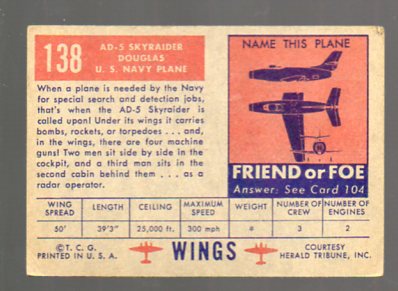 138
AD-5 SKYRAIDER
DOUGLAS
U. S. NAVY PLANE
When a plane is needed by the Navy
for special search and detection jobs,
that's when the AD-5 Skyraider is
called upon! Under its wings it carries
bombs, rockets, or torpedoes . . . and,
in the wings, there are four machine
guns! Two men sit side by side in the
cockpit, and a third man sits in the
second cabin behind them . . . as a
radar operator.
NAME THIS PLANE
FRIEND or FOE
Answer: See Card 104
WING SPREAD LENGTH CEILING MAXIMUM SPEED WEIGHT NUMBER OF CREW NUMBER OF ENGINES
50' 39'3" 25,000 ft. 300 mph * 3 2
© T. C. G.
PRINTED IN U. S. A.
WINGS
COURTESY
HERALD TRIBUNE, INC.